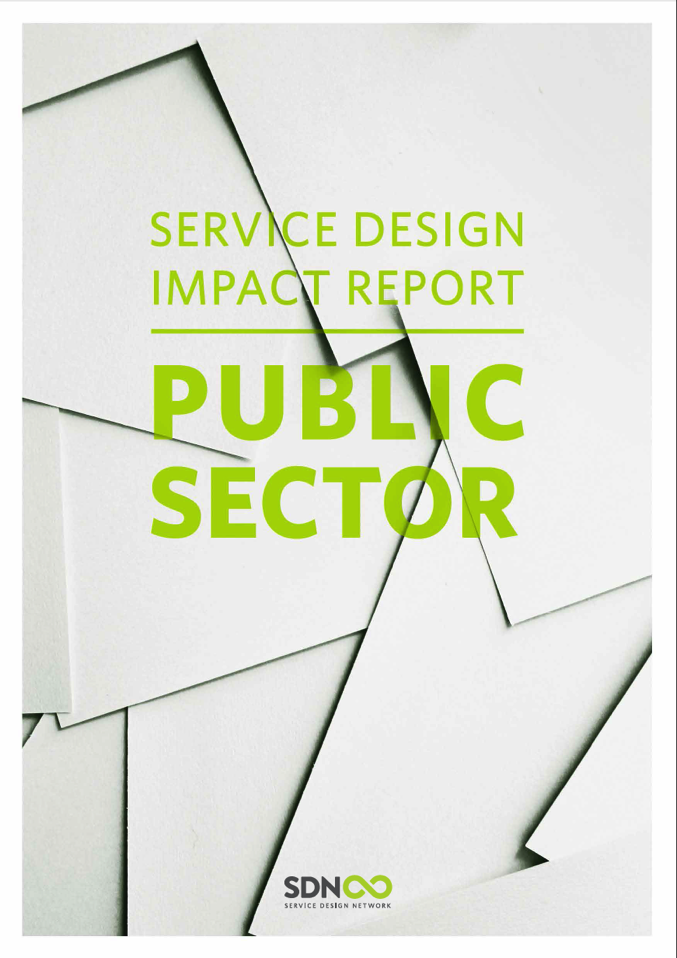 SERVICE DESIGN
IMPACT REPORT
PUBLIC
SECTOR
SDN
SERVICE DESIGN NETWORK